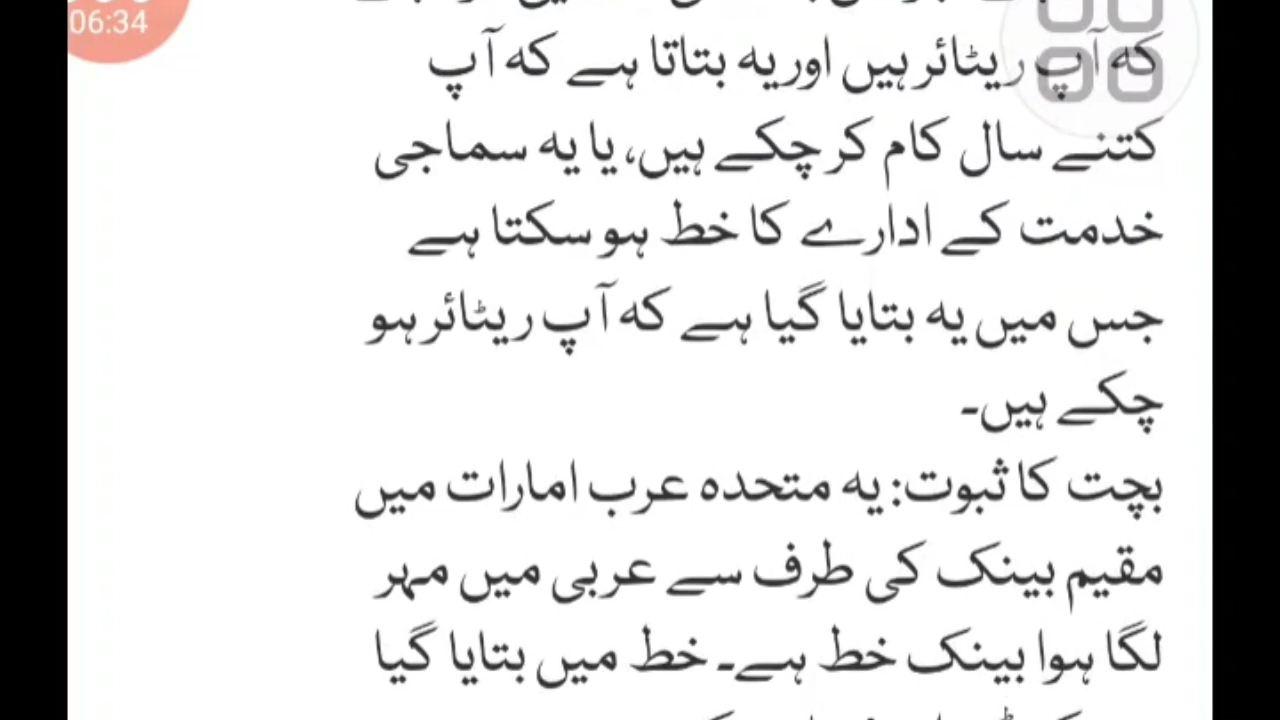 06:34
کہ آپ ریٹائر ہیں اور یہ بتاتا ہے کہ آپ
کتنے سال کام کر چکے ہیں، یا یہ سماجی
خدمت کے ادارے کا خط ہو سکتا ہے
جس میں یہ بتایا گیا ہے کہ آپ ریٹائر ہو
چکے ہیں۔
بچت کا ثبوت: یہ متحدہ عرب امارات میں
مقیم بینک کی طرف سے عربی میں مہر
لگا ہوا بینک خط ہے۔ خط میں بتایا گیا